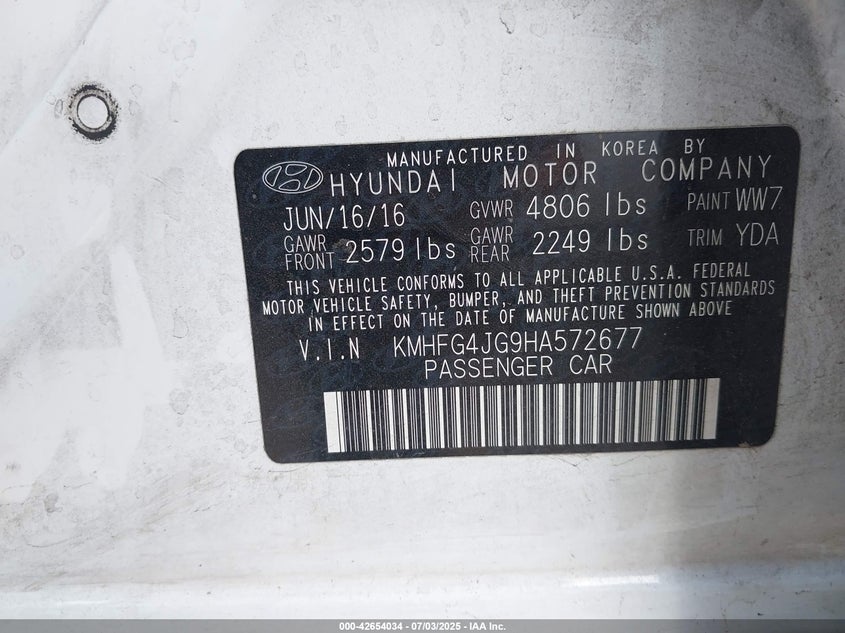 MANUFACTURED IN KOREA BY
HYUNDAI MOTOR COMPANY
JUN/16/16 GVWR 4806 lbs PAINT WW7
GAWR FRONT 2579 lbs GAWR REAR 2249 lbs TRIM YDA
THIS VEHICLE CONFORMS TO ALL APPLICABLE U.S.A. FEDERAL
MOTOR VEHICLE SAFETY, BUMPER, AND THEFT PREVENTION STANDARDS
IN EFFECT ON THE DATE OF MANUFACTURE SHOWN ABOVE
V.I.N KMHFG4JG9HA572677
PASSENGER CAR
000-42654034 - 07/03/2025 - IAA Inc.